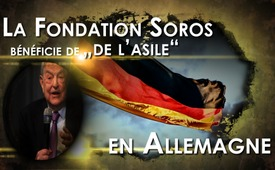 La Fondation Soros
bénéficie de „de l’asile“
en Allemagne